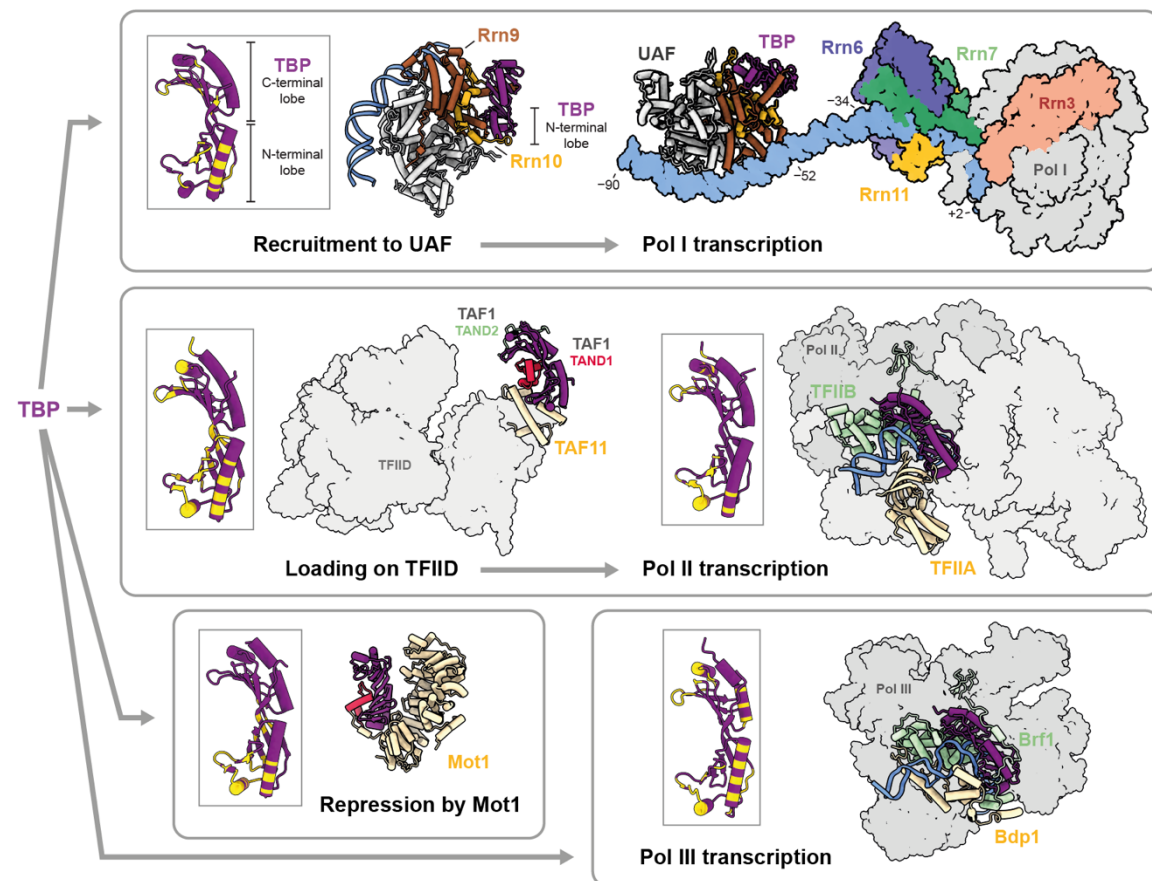 TBP
C-terminal
lobe
N-terminal
lobe
Rrn9
TBP
N-terminal
lobe
Rrn10
Recruitment to UAF
UAF
TBP
Rrn6
Rrn7
Rrn3
−34
−90
−52
Rrn11
+2
Pol I
Pol I transcription
TBP
TAF1
TAND2
TAF1
TAND1
TAF11
TFIID
Loading on TFIID
Pol II
TFIIB
TFIIA
Pol II transcription
Mot1
Repression by Mot1
Pol III
Brf1
Bdp1
Pol III transcription